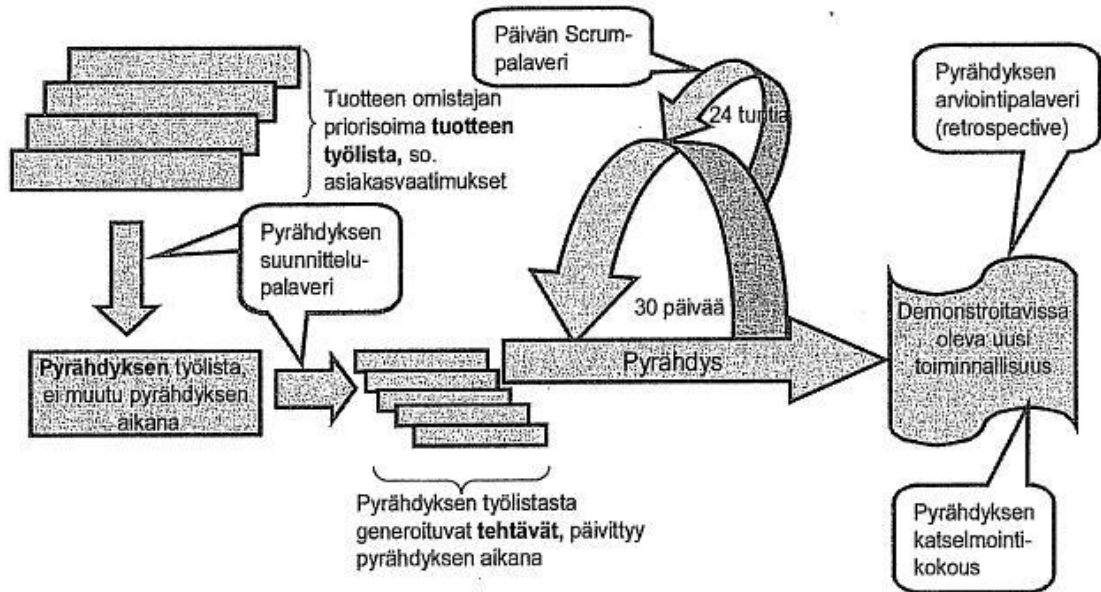 Päivän Scrum-
palaveri
Tuotteen omistajan
priorisoima tuotteen
työlista, so.
asiakasvaatimukset
24 tuntia
Pyrähdyksen
arviointipalaveri
(retrospective)
Pyrähdyksen
suunnittelu-
palaveri
30 päivää
Pyrähdys
Demonstroitavissa
oleva uusi
toiminnallisuus
Pyrähdyksen työlista,
ei muutu pyrähdyksen
aikana
Pyrähdyksen työlistasta
generoituvat tehtävät, päivittyy
pyrähdyksen aikana
Pyrähdyksen
katselmointi-
kokous